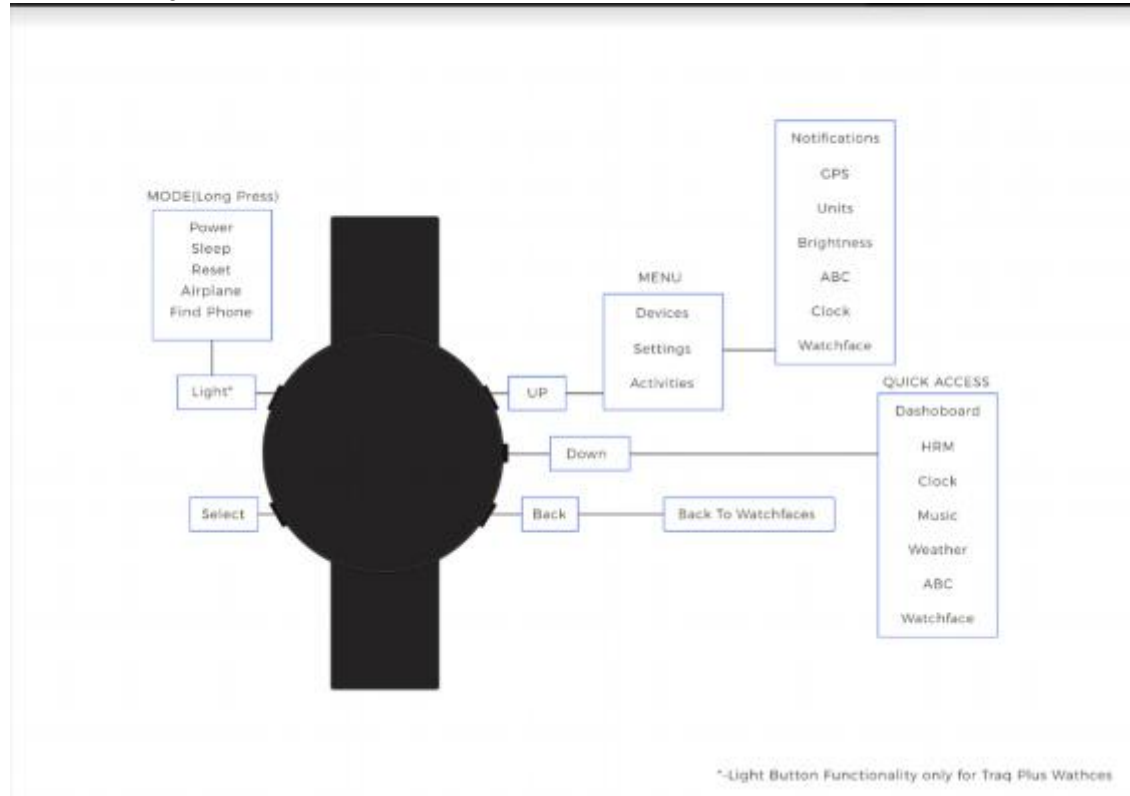 MODE(Long Press)
Power
Sleep
Reset
Airplane
Find Phone
Light*
Select
UP
MENU
Devices
Settings
Activities
Notifications
GPS
Units
Brightness
ABC
Clock
Watchface
Down
QUICK ACCESS
Dashoboard
HRM
Clock
Music
Weather
ABC
Watchface
Back
Back To Watchfaces
*-Light Button Functionality only for Traq Plus Wathces